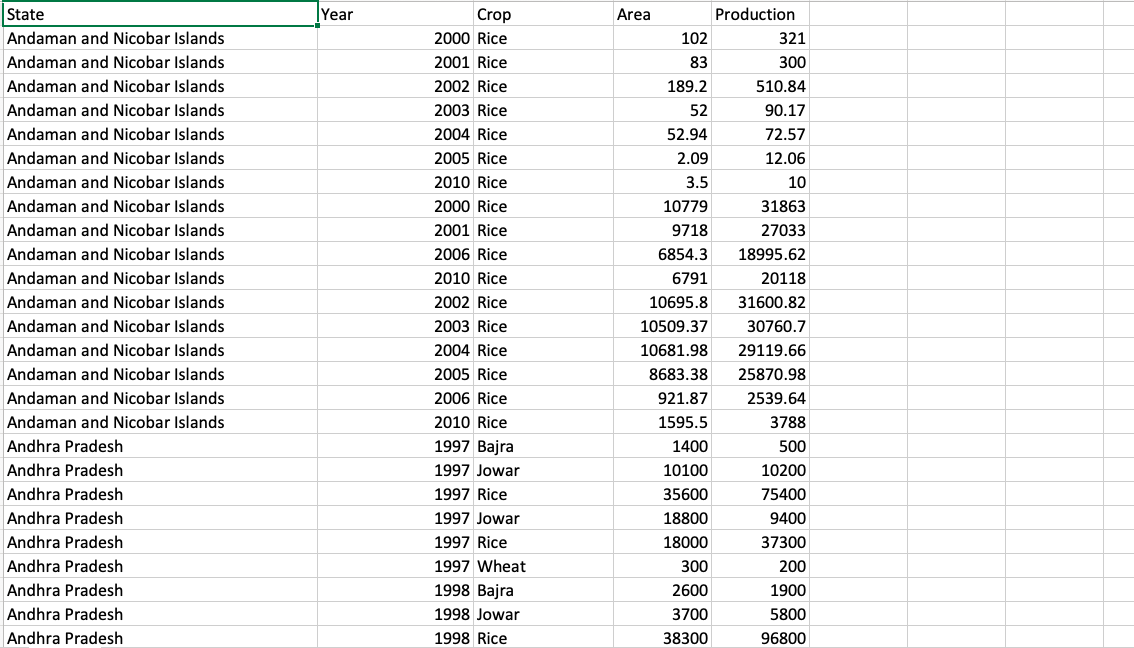 State Year Crop Area Production
Andaman and Nicobar Islands 2000 Rice 102 321
Andaman and Nicobar Islands 2001 Rice 83 300
Andaman and Nicobar Islands 2002 Rice 189.2 510.84
Andaman and Nicobar Islands 2003 Rice 52 90.17
Andaman and Nicobar Islands 2004 Rice 52.94 72.57
Andaman and Nicobar Islands 2005 Rice 2.09 12.06
Andaman and Nicobar Islands 2010 Rice 3.5 10
Andaman and Nicobar Islands 2000 Rice 10779 31863
Andaman and Nicobar Islands 2001 Rice 9718 27033
Andaman and Nicobar Islands 2006 Rice 6854.3 18995.62
Andaman and Nicobar Islands 2010 Rice 6791 20118
Andaman and Nicobar Islands 2002 Rice 10695.8 31600.82
Andaman and Nicobar Islands 2003 Rice 10509.37 30760.7
Andaman and Nicobar Islands 2004 Rice 10681.98 29119.66
Andaman and Nicobar Islands 2005 Rice 8683.38 25870.98
Andaman and Nicobar Islands 2006 Rice 921.87 2539.64
Andaman and Nicobar Islands 2010 Rice 1595.5 3788
Andhra Pradesh 1997 Bajra 1400 500
Andhra Pradesh 1997 Jowar 10100 10200
Andhra Pradesh 1997 Rice 35600 75400
Andhra Pradesh 1997 Jowar 18800 9400
Andhra Pradesh 1997 Rice 18000 37300
Andhra Pradesh 1997 Wheat 300 200
Andhra Pradesh 1998 Bajra 2600 1900
Andhra Pradesh 1998 Jowar 3700 5800
Andhra Pradesh 1998 Rice 38300 96800